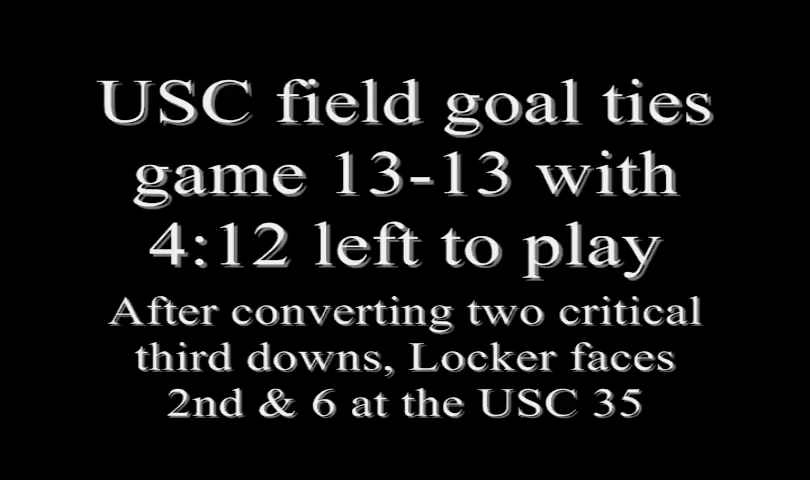 USC field goal ties
game 13-13 with
4:12 left to play
After converting two critical
third downs, Locker faces
2nd & 6 at the USC 35